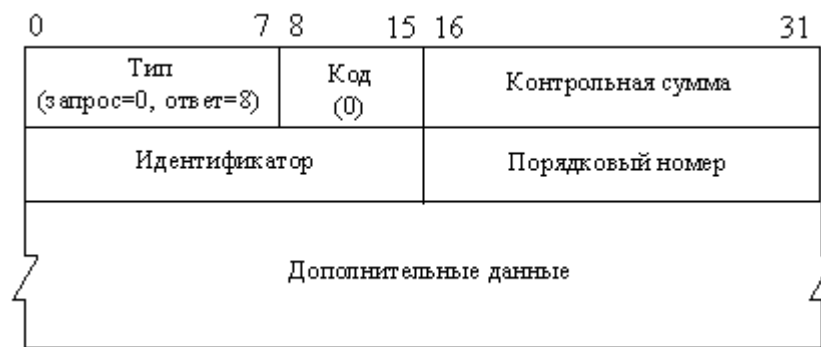 0 7 8 15 16 31
Тип Код Контрольная сумма
(запрос=0, ответ=8) (0)
Идентификатор Порядковый номер
Дополнительные данные